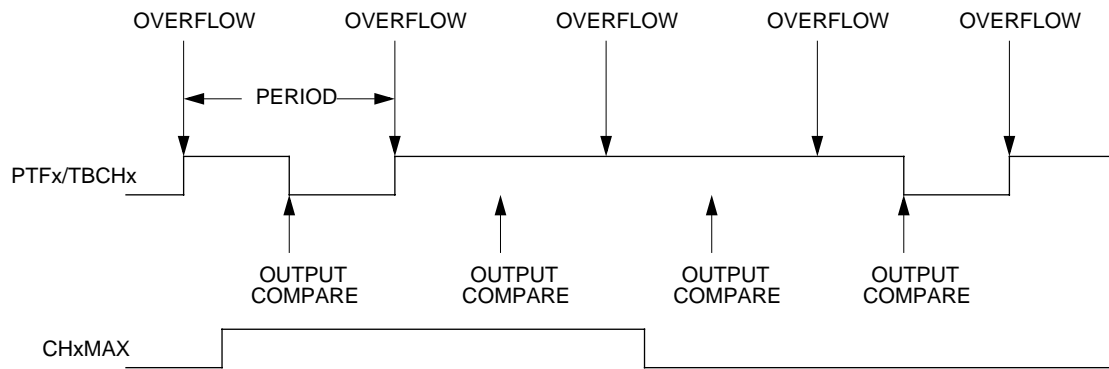 OVERFLOW
OVERFLOW
OVERFLOW
OVERFLOW
OVERFLOW
PERIOD
PTFx/TBCHx
OUTPUT
COMPARE
OUTPUT
COMPARE
OUTPUT
COMPARE
OUTPUT
COMPARE
CHxMAX